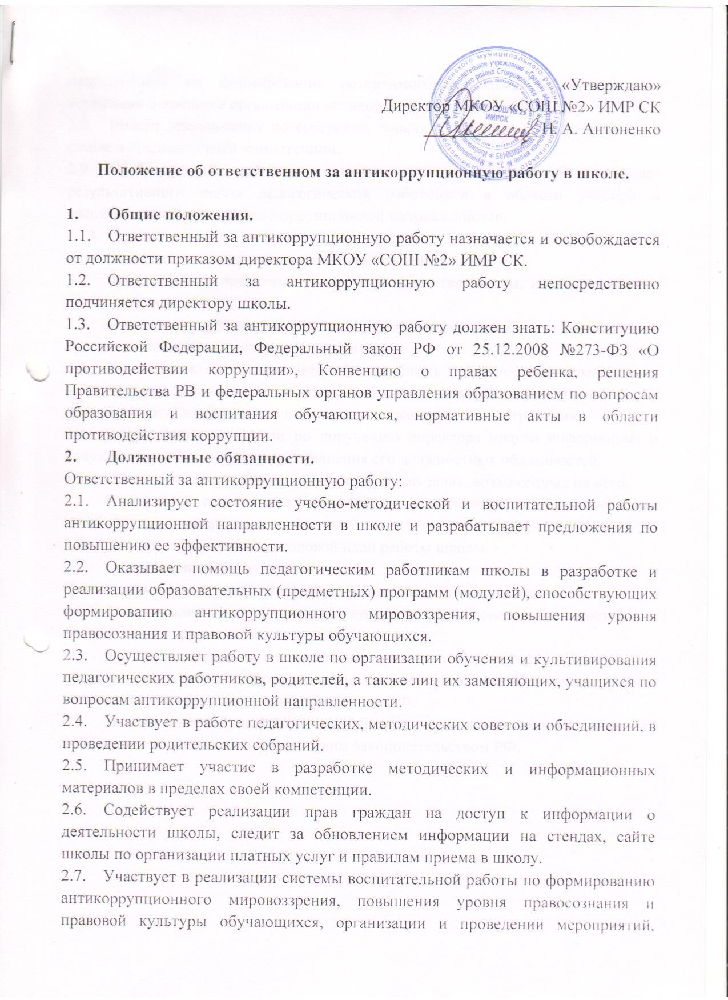 «Утверждаю»
Директор МКОУ «СОШ №2» ИМР СК
Н. А. Антоненко
МКОУ «СОШ № 2»
ИМРСК
Положение об ответственном за антикоррупционную работу в школе.
1. Общие положения.
1.1. Ответственный за антикоррупционную работу назначается и освобождается
от должности приказом директора МКОУ «СОШ №2» ИМР СК.
1.2. Ответственный за антикоррупционную работу непосредственно
подчиняется директору школы.
1.3. Ответственный за антикоррупционную работу должен знать: Конституцию
Российской Федерации, Федеральный закон РФ от 25.12.2008 №273-ФЗ «О
противодействии коррупции», Конвенцию о правах ребенка, решения
Правительства РВ и федеральных органов управления образованием по вопросам
образования и воспитания обучающихся, нормативные акты в области
противодействия коррупции.
2. Должностные обязанности.
Ответственный за антикоррупционную работу:
2.1. Анализирует состояние учебно-методической и воспитательной работы
антикоррупционной направленности в школе и разрабатывает предложения по
повышению ее эффективности.
2.2. Оказывает помощь педагогическим работникам школы в разработке и
реализации образовательных (предметных) программ (модулей), способствующих
формированию антикоррупционного мировоззрения, повышения уровня
правосознания и правовой культуры обучающихся.
2.3. Осуществляет работу в школе по организации обучения и культивирования
педагогических работников, родителей, а также лиц их заменяющих, учащихся по
вопросам антикоррупционной направленности.
2.4. Участвует в работе педагогических, методических советов и объединений, в
проведении родительских собраний.
2.5. Принимает участие в разработке методических и информационных
материалов в пределах своей компетенции.
2.6. Содействует реализации прав граждан на доступ к информации о
деятельности школы, следит за обновлением информации на стендах, сайте
школы по организации платных услуг и правилам приема в школу.
2.7. Участвует в реализации системы воспитательной работы по формированию
антикоррупционного мировоззрения, повышения уровня правосознания и
правовой культуры обучающихся, организации и проведении мероприятий,